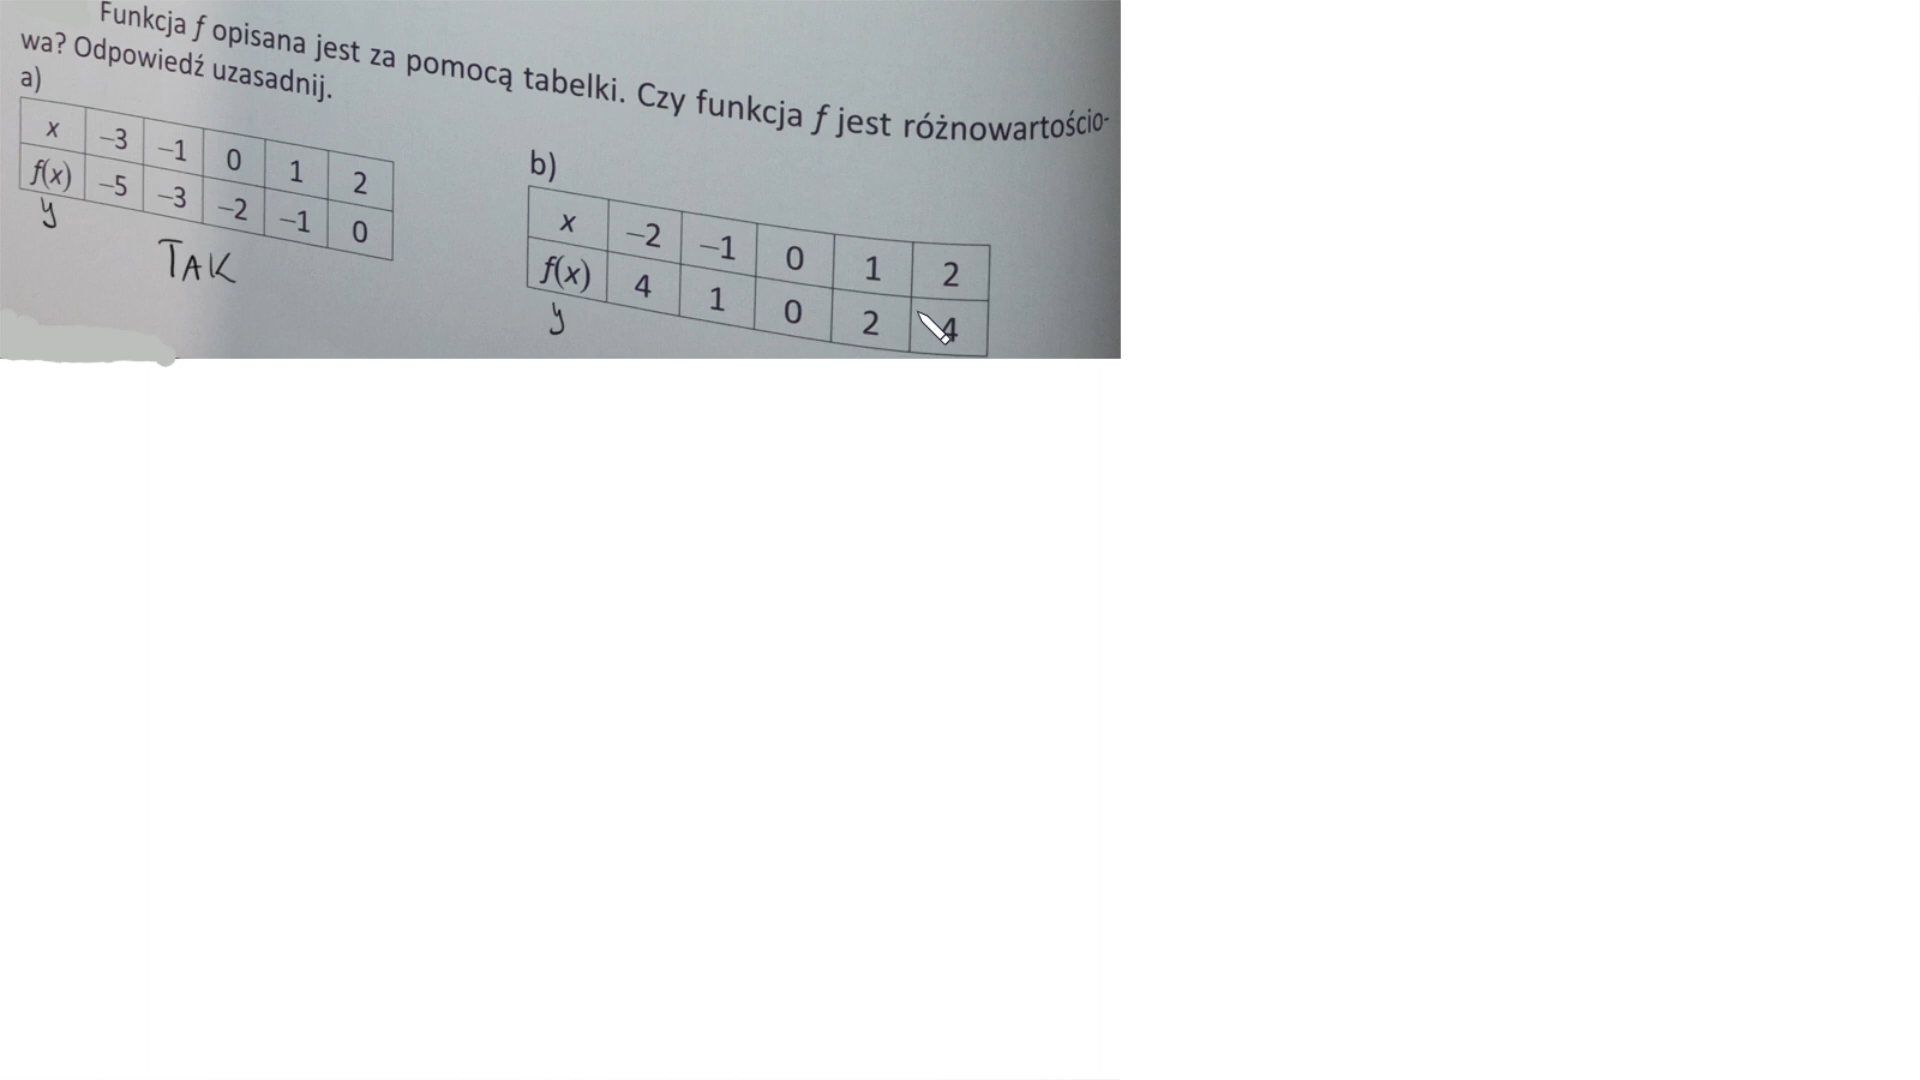 Funkcja f opisana jest za pomocą tabelki. Czy funkcja f jest różnowartościo-
wa? Odpowiedź uzasadnij.
a)
x –3 –1 0 1 2
f(x) –5 –3 –2 –1 0
y
TAK
b)
x –2 –1 0 1 2
f(x) 4 1 0 2 4
y